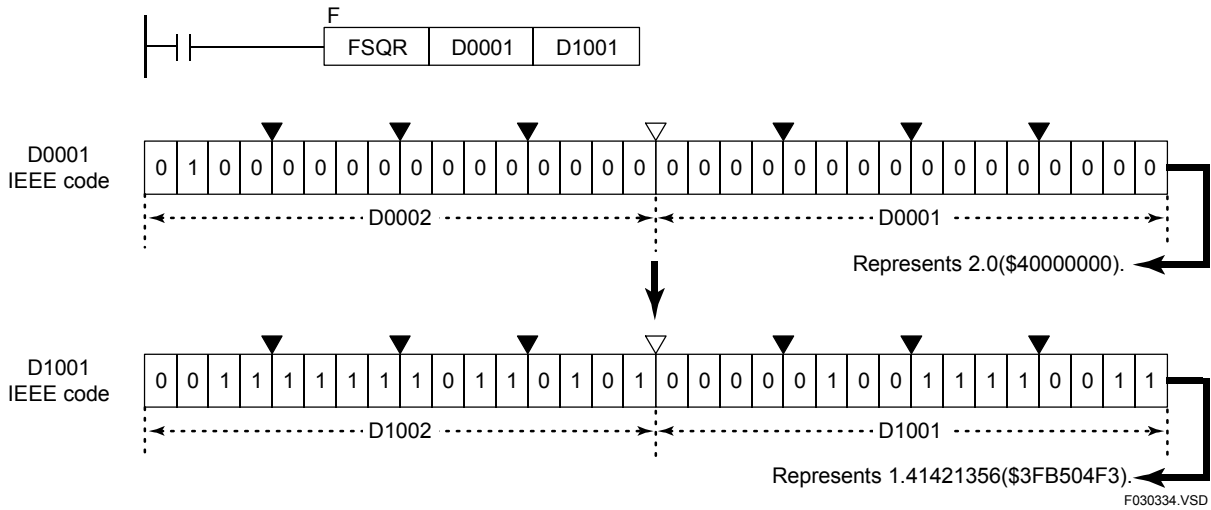 F
FSQR D0001 D1001
D0001
IEEE code
0 1 0 0 0 0 0 0 0 0 0 0 0 0 0 0 0 0 0 0 0 0 0 0 0 0 0 0 0 0 0 0
D0002 D0001
Represents 2.0($40000000).
D1001
IEEE code
0 0 1 1 1 1 1 1 1 0 1 1 0 1 0 1 0 0 0 0 0 1 0 0 1 1 1 1 0 0 1 1
D1002 D1001
Represents 1.41421356($3FB504F3).
F030334.VSD